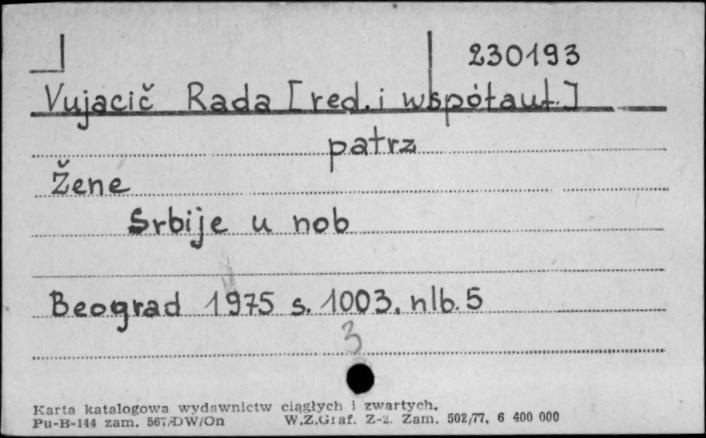 230193
Vujacič Rada [red. i współaut.]
patrz
Žene
Srbije u nob
Beograd 1975 s. 1003, nlb. 5
3
Karta katalogowa wydawnictw ciągłych i zwartych.
Pu-B-144 zam. 567/DW/On W.Z.Graf. Z-2. Zam. 502/77, 6 400 000